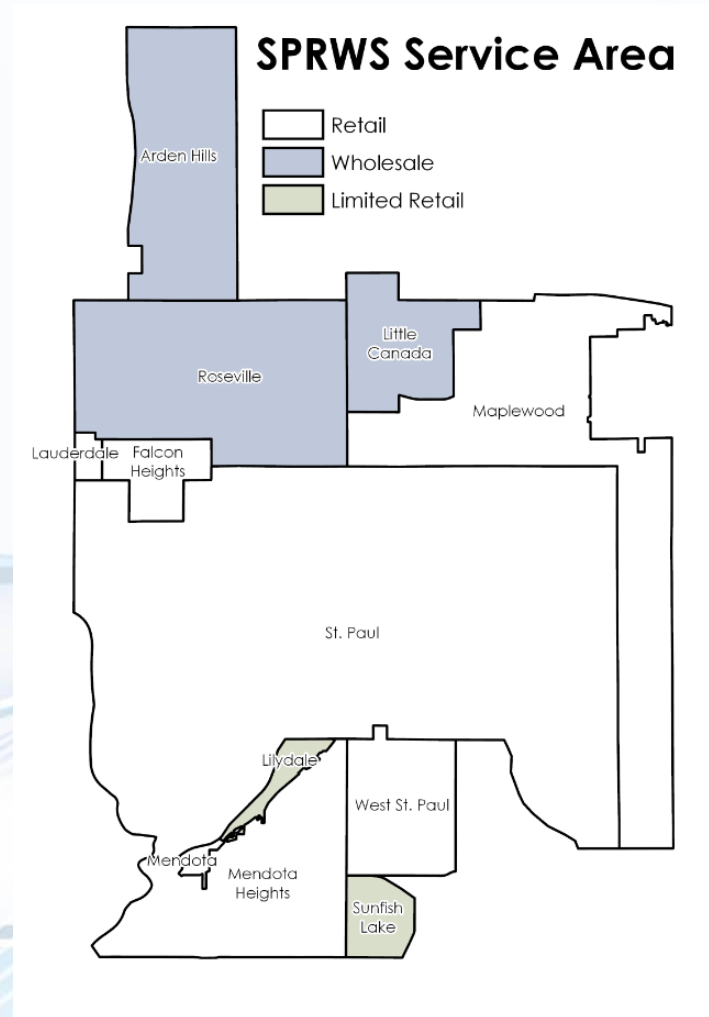 SPRWS Service Area
Retail
Wholesale
Limited Retail
Arden Hills
Little
Canada
Roseville
Maplewood
Lauderdale
Falcon
Heights
St. Paul
Lilydale
West St. Paul
Mendota
Mendota
Heights
Sunfish
Lake